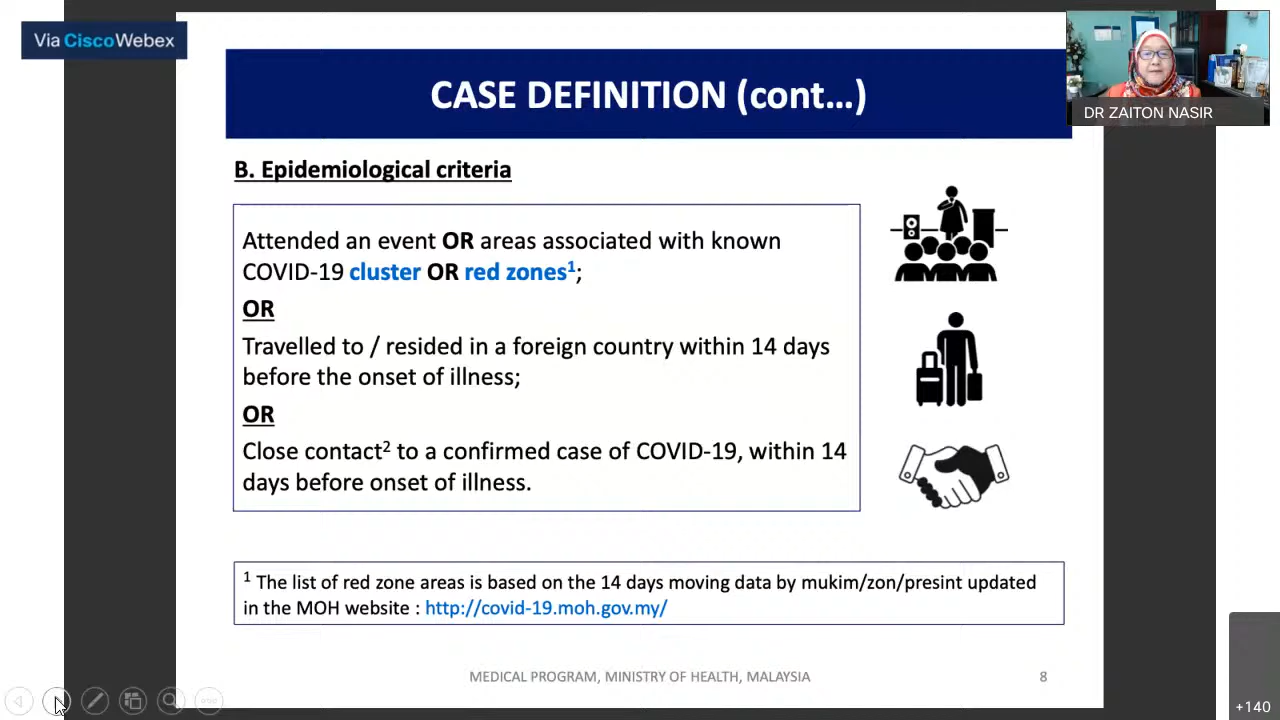 Via Cisco Webex
CASE DEFINITION (cont…)
DR ZAITON NASIR
B. Epidemiological criteria
Attended an event OR areas associated with known
COVID-19 cluster OR red zones¹;
OR
Travelled to / resided in a foreign country within 14 days
before the onset of illness;
OR
Close contact² to a confirmed case of COVID-19, within 14
days before onset of illness.
¹ The list of red zone areas is based on the 14 days moving data by mukim/zon/presint updated
in the MOH website : http://covid-19.moh.gov.my/
MEDICAL PROGRAM, MINISTRY OF HEALTH, MALAYSIA
8
+140